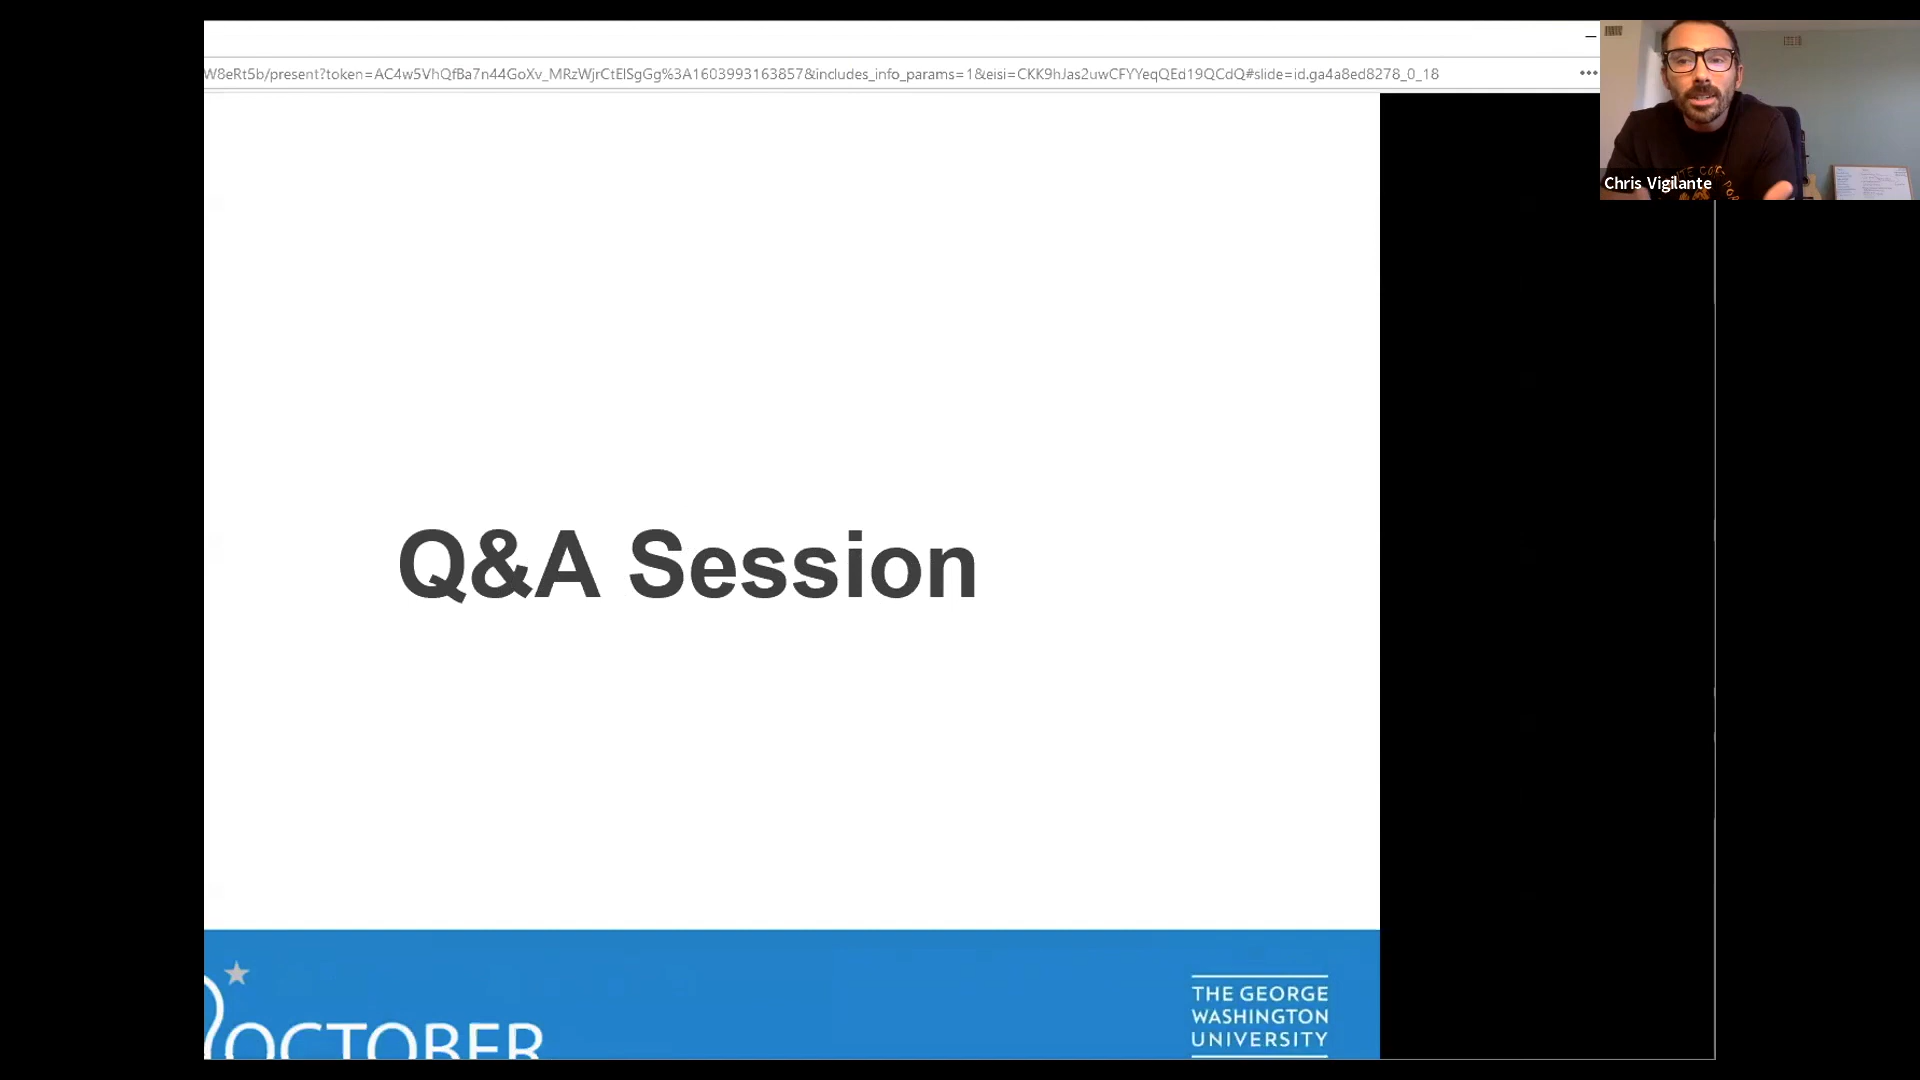 W8eRt5b/present?token=AC4w5VhQfBa7n44GoXv_MRzWjrCtEISgGg%3A1603993163857&includes_info_params=1&eisi=CKK9hJas2uwCFYYeqQEd19QCdQ#slide=id.ga4a8ed8278_0_18
Chris Vigilante
Q&A Session
OCTOBER
THE GEORGE
WASHINGTON
UNIVERSITY